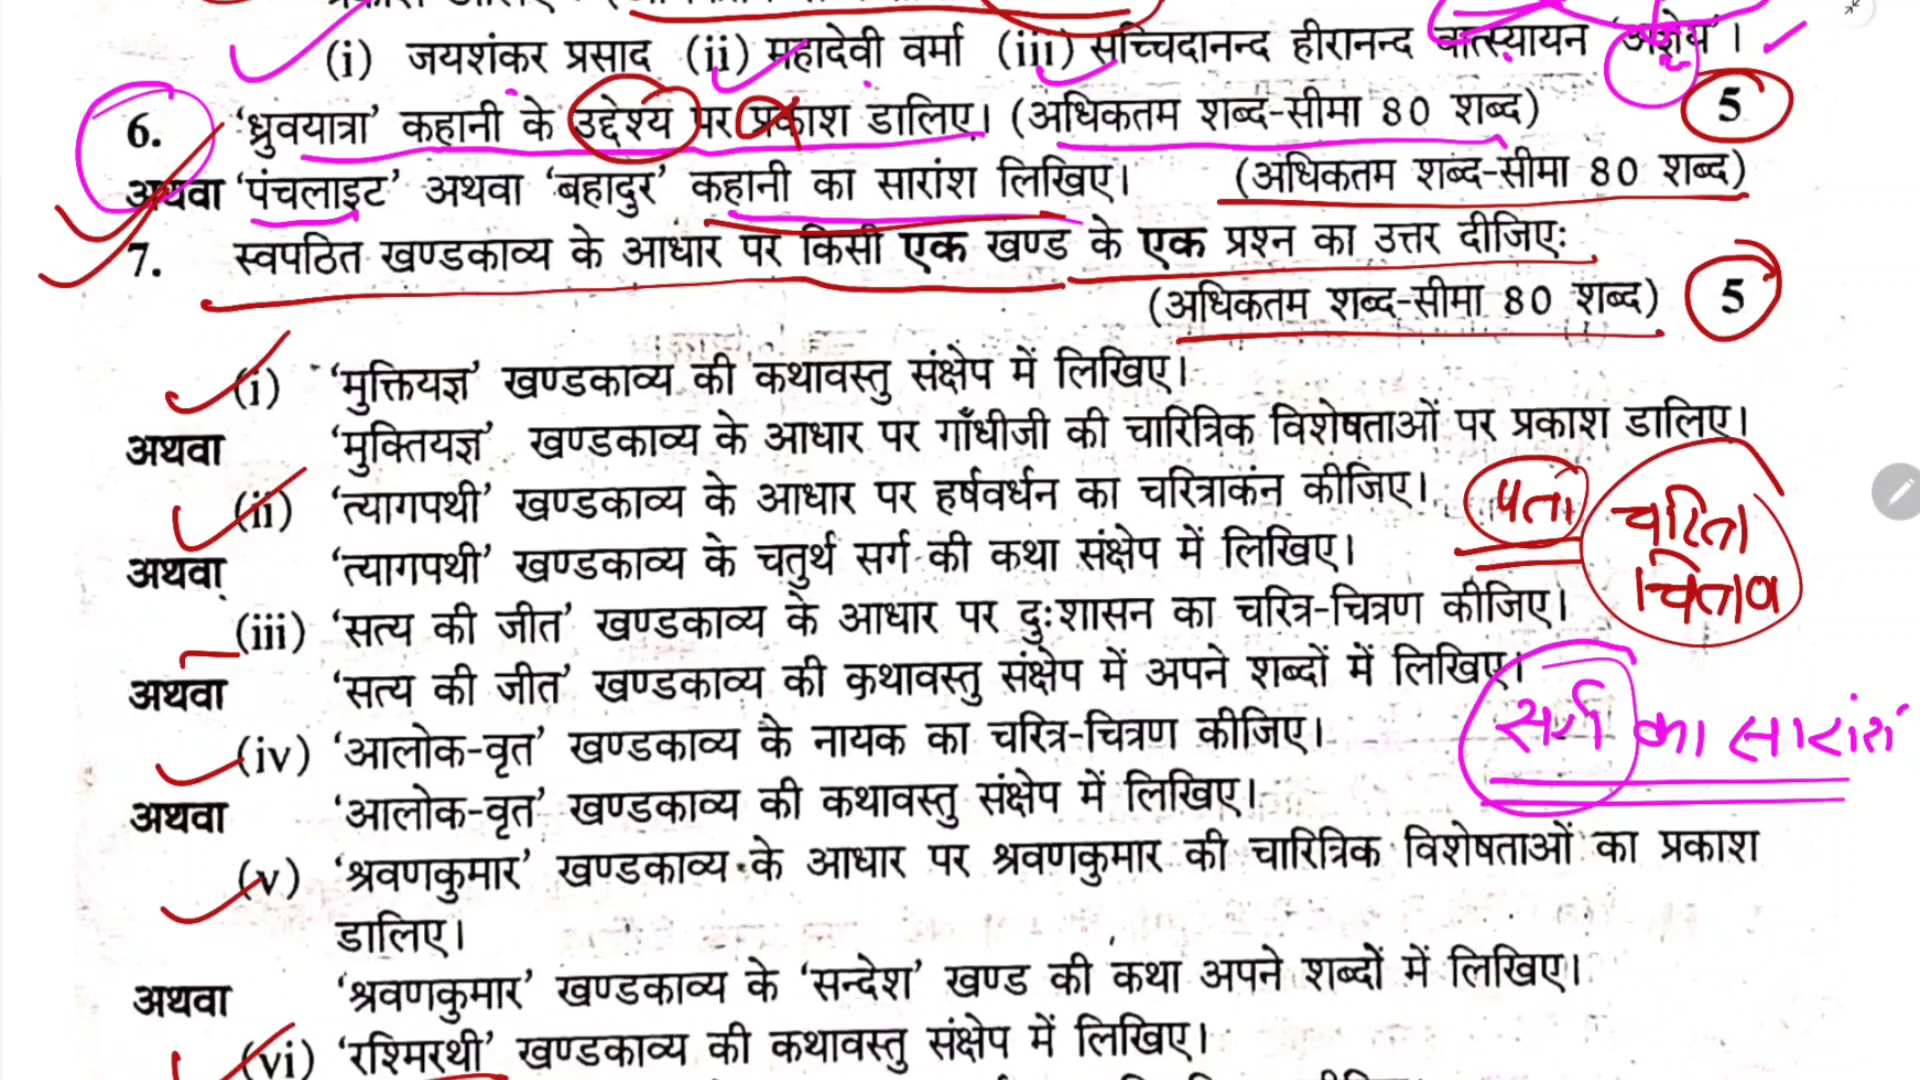 (i) जयशंकर प्रसाद (ii) महादेवी वर्मा (iii) सच्चिदानन्द हीरानन्द वात्स्यायन 'अज्ञेय'।
6. 'ध्रुवयात्रा' कहानी के उद्देश्य पर प्रकाश डालिए। (अधिकतम शब्द-सीमा 80 शब्द) 5
अथवा 'पंचलाइट' अथवा 'बहादुर' कहानी का सारांश लिखिए। (अधिकतम शब्द-सीमा 80 शब्द)
7. स्वपठित खण्डकाव्य के आधार पर किसी एक खण्ड के एक प्रश्न का उत्तर दीजिएः
(अधिकतम शब्द-सीमा 80 शब्द) 5
(i) 'मुक्तियज्ञ' खण्डकाव्य की कथावस्तु संक्षेप में लिखिए।
अथवा 'मुक्तियज्ञ' खण्डकाव्य के आधार पर गाँधीजी की चारित्रिक विशेषताओं पर प्रकाश डालिए।
(ii) 'त्यागपथी' खण्डकाव्य के आधार पर हर्षवर्धन का चरित्राकंन कीजिए।
अथवा 'त्यागपथी' खण्डकाव्य के चतुर्थ सर्ग की कथा संक्षेप में लिखिए।
(iii) 'सत्य की जीत' खण्डकाव्य के आधार पर दुःशासन का चरित्र-चित्रण कीजिए।
अथवा 'सत्य की जीत' खण्डकाव्य की कथावस्तु संक्षेप में अपने शब्दों में लिखिए।
सर्ग का सारांश
(iv) 'आलोक-वृत' खण्डकाव्य के नायक का चरित्र-चित्रण कीजिए।
अथवा 'आलोक-वृत' खण्डकाव्य की कथावस्तु संक्षेप में लिखिए।
(v) 'श्रवणकुमार' खण्डकाव्य के आधार पर श्रवणकुमार की चारित्रिक विशेषताओं का प्रकाश
डालिए।
अथवा 'श्रवणकुमार' खण्डकाव्य के 'सन्देश' खण्ड की कथा अपने शब्दों में लिखिए।
(vi) 'रश्मिरथी' खण्डकाव्य की कथावस्तु संक्षेप में लिखिए।